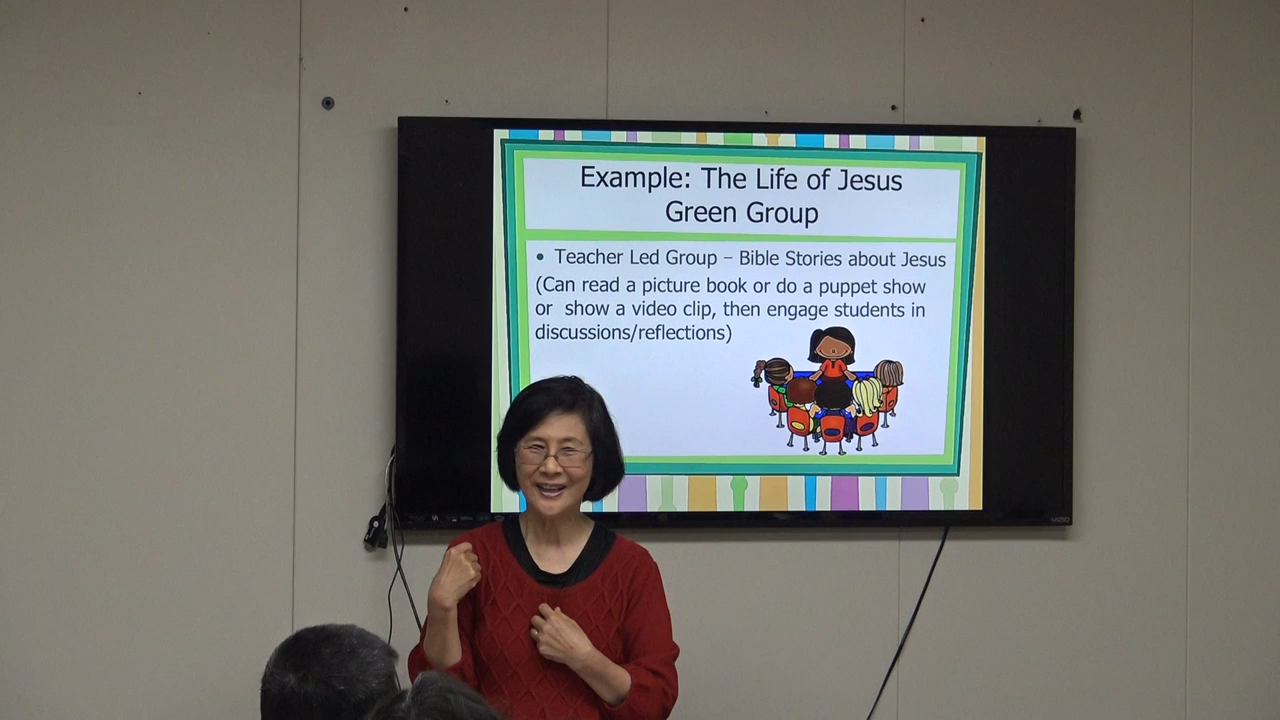 Example: The Life of Jesus
Green Group
• Teacher Led Group – Bible Stories about Jesus
(Can read a picture book or do a puppet show
or show a video clip, then engage students in
discussions/reflections)
VIZIO